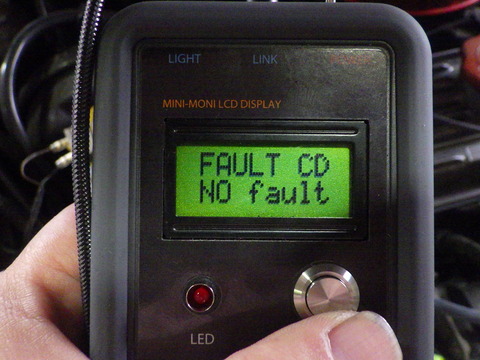 LIGHT LINK
MINI-MONI LCD DISPLAY
FAULT CD
NO fault
LED